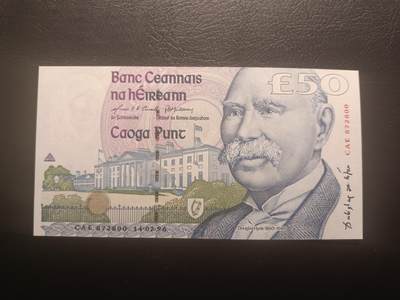 Banc Ceannais
£50
na hÉireann
Caoga Punt
CAE 872800
CAE 872800 14·02·96